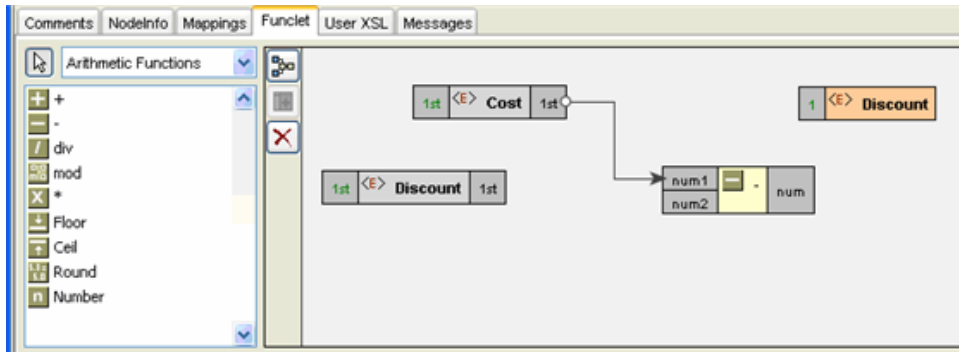 Comments NodeInfo Mappings Funclet User XSL Messages
Arithmetic Functions
+
-
div
mod
*
Floor
Ceil
Round
n Number
1st <E> Cost 1st
1 <E> Discount
1st <E> Discount 1st
num1 - num
num2